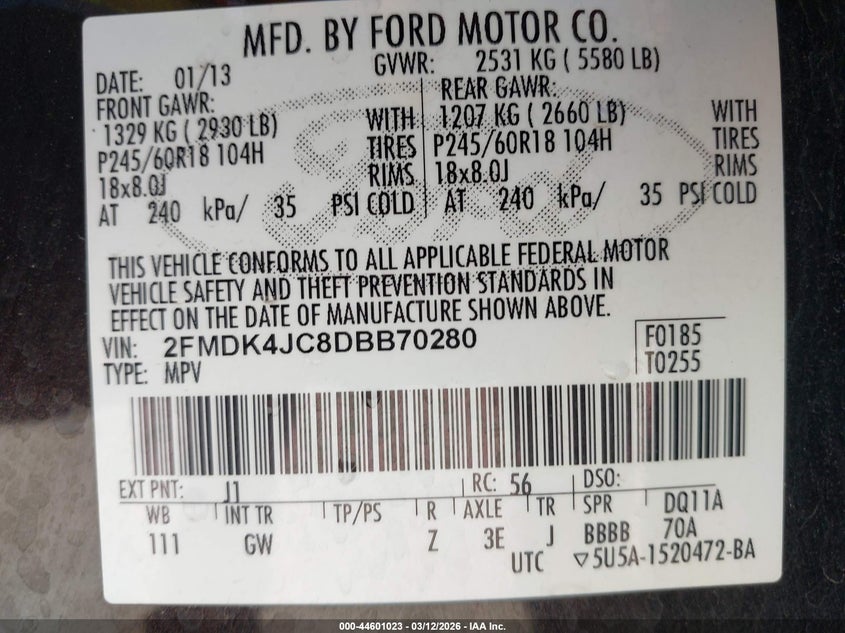 MFD. BY FORD MOTOR CO.
DATE: 01/13
GVWR: 2531 KG ( 5580 LB)
FRONT GAWR:
1329 KG ( 2930 LB) WITH
P245/60R18 104H TIRES
18x8.0J RIMS
AT 240 kPa/ 35 PSI COLD
REAR GAWR:
1207 KG ( 2660 LB) WITH
P245/60R18 104H TIRES
18x8.0J RIMS
AT 240 kPa/ 35 PSI COLD
THIS VEHICLE CONFORMS TO ALL APPLICABLE FEDERAL MOTOR
VEHICLE SAFETY AND THEFT PREVENTION STANDARDS IN
EFFECT ON THE DATE OF MANUFACTURE SHOWN ABOVE.
VIN: 2FMDK4JC8DBB70280
TYPE: MPV
F0185
T0255
EXT PNT: J1 RC: 56 DSO:
WB INT TR TP/PS R AXLE TR SPR DQ11A
111 GW Z 3E J BBBB 70A
UTC ▽5U5A-1520472-BA
Ford
000-44601023 - 03/12/2026 - IAA Inc.